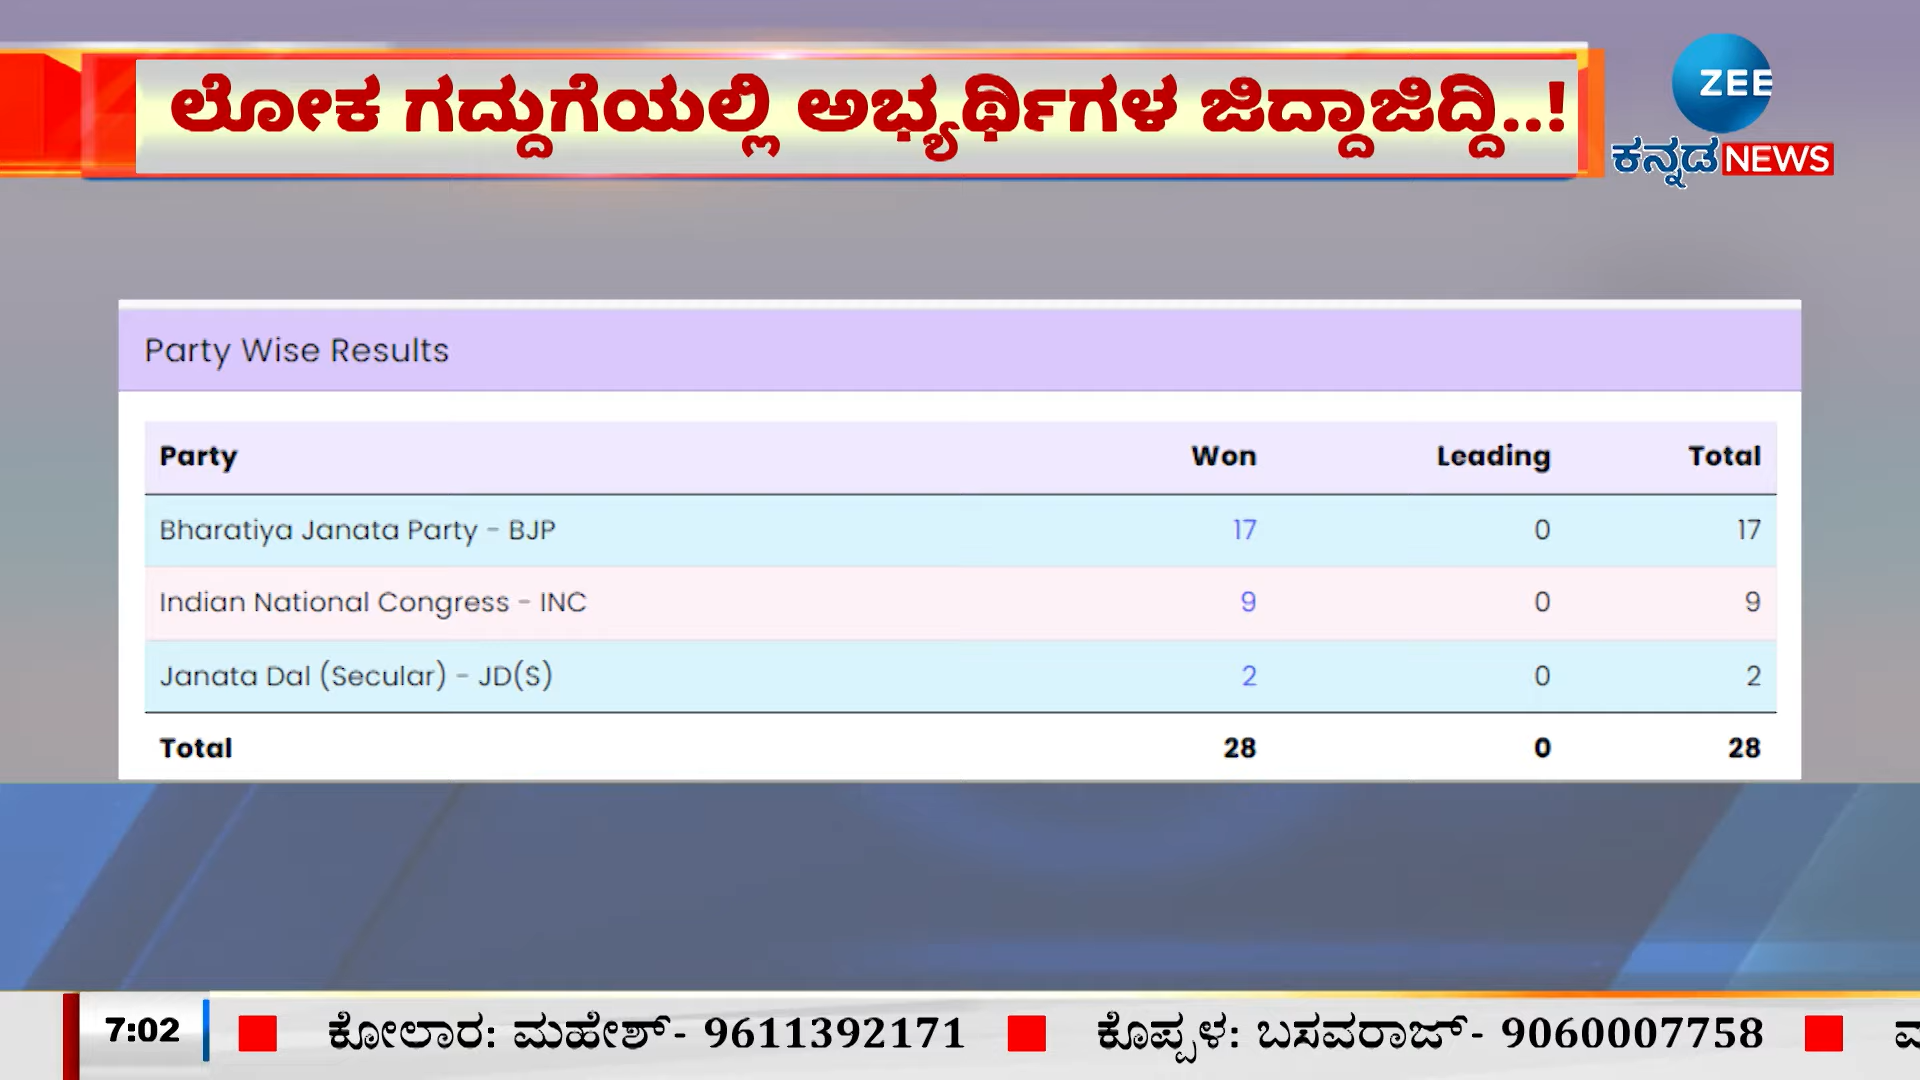 ಲೋಕ ಗದ್ದುಗೆಯಲ್ಲಿ ಅಭ್ಯರ್ಥಿಗಳ ಜಿದ್ದಾಜಿದ್ದಿ..!
ZEE
ಕನ್ನಡ NEWS
Party Wise Results
Party Won Leading Total
Bharatiya Janata Party - BJP 17 0 17
Indian National Congress - INC 9 0 9
Janata Dal (Secular) - JD(S) 2 0 2
Total 28 0 28
7:02 ಕೋಲಾರ: ಮಹೇಶ್- 9611392171 ಕೊಪ್ಪಳ: ಬಸವರಾಜ್- 9060007758